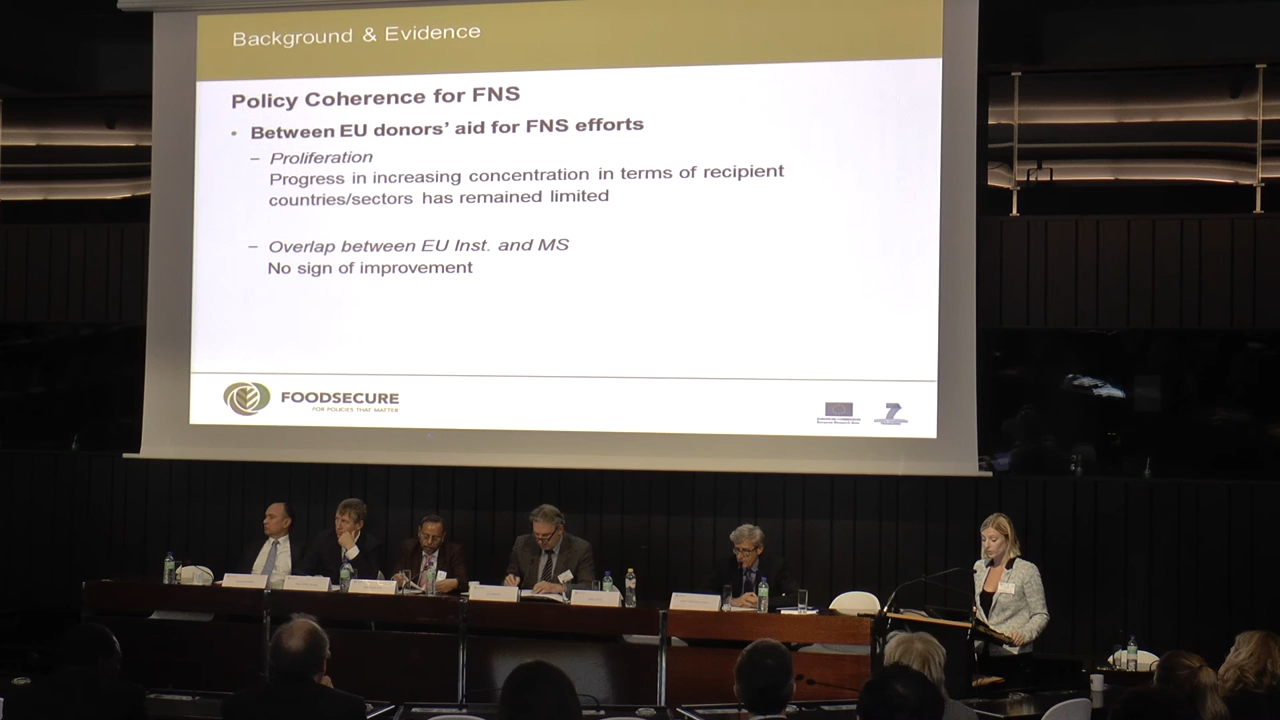 Background & Evidence
Policy Coherence for FNS
• Between EU donors' aid for FNS efforts
– Proliferation
Progress in increasing concentration in terms of recipient
countries/sectors has remained limited
– Overlap between EU Inst. and MS
No sign of improvement
FOODSECURE
FOR POLICIES THAT MATTER
7